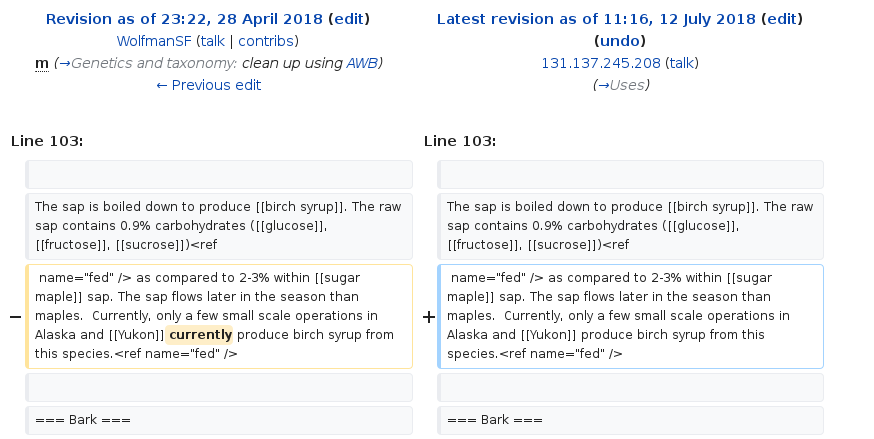 Revision as of 23:22, 28 April 2018 (edit)
WolfmanSF (talk | contribs)
m (→Genetics and taxonomy: clean up using AWB)
← Previous edit
Latest revision as of 11:16, 12 July 2018 (edit)
(undo)
131.137.245.208 (talk)
(→Uses)
Line 103:
Line 103:
The sap is boiled down to produce [[birch syrup]]. The raw
sap contains 0.9% carbohydrates ([[glucose]],
[[fructose]], [[sucrose]])<ref
The sap is boiled down to produce [[birch syrup]]. The raw
sap contains 0.9% carbohydrates ([[glucose]],
[[fructose]], [[sucrose]])<ref
− name="fed" /> as compared to 2-3% within [[sugar
maple]] sap. The sap flows later in the season than
maples.  Currently, only a few small scale operations in
Alaska and [[Yukon]] currently produce birch syrup from
this species.<ref name="fed" />
+ name="fed" /> as compared to 2-3% within [[sugar
maple]] sap. The sap flows later in the season than
maples.  Currently, only a few small scale operations in
Alaska and [[Yukon]] produce birch syrup from this
species.<ref name="fed" />
=== Bark ===
=== Bark ===